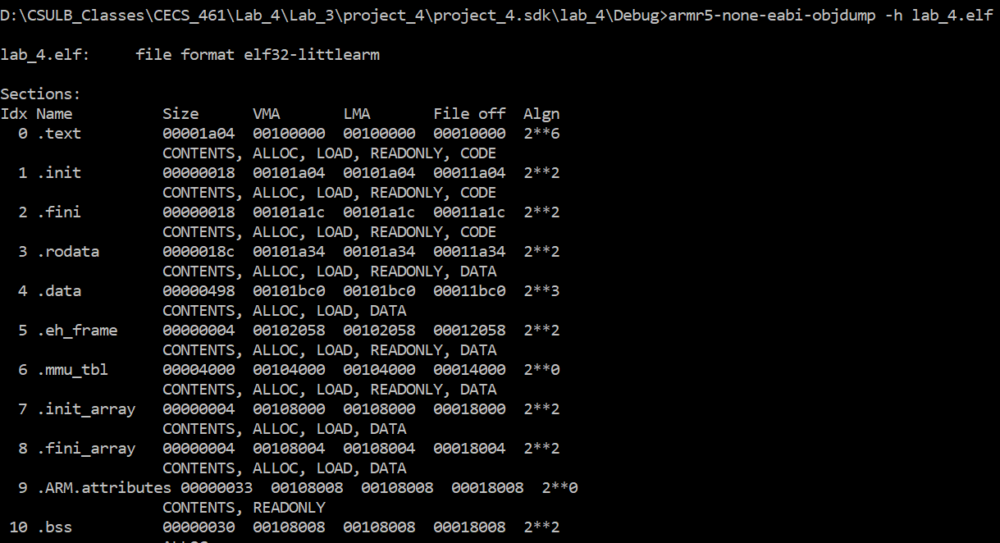 D:\CSULB_Classes\CECS_461\Lab_4\Lab_3\project_4\project_4.sdk\lab_4\Debug>armr5-none-eabi-objdump -h lab_4.elf
lab_4.elf:     file format elf32-littlearm
Sections:
Idx Name          Size      VMA       LMA       File off  Algn
  0 .text         00001a04  00100000  00100000  00010000  2**6
                  CONTENTS, ALLOC, LOAD, READONLY, CODE
  1 .init         00000018  00101a04  00101a04  00011a04  2**2
                  CONTENTS, ALLOC, LOAD, READONLY, CODE
  2 .fini         00000018  00101a1c  00101a1c  00011a1c  2**2
                  CONTENTS, ALLOC, LOAD, READONLY, CODE
  3 .rodata       0000018c  00101a34  00101a34  00011a34  2**2
                  CONTENTS, ALLOC, LOAD, READONLY, DATA
  4 .data         00000498  00101bc0  00101bc0  00011bc0  2**3
                  CONTENTS, ALLOC, LOAD, DATA
  5 .eh_frame     00000004  00102058  00102058  00012058  2**2
                  CONTENTS, ALLOC, LOAD, READONLY, DATA
  6 .mmu_tbl      00004000  00104000  00104000  00014000  2**0
                  CONTENTS, ALLOC, LOAD, READONLY, DATA
  7 .init_array   00000004  00108000  00108000  00018000  2**2
                  CONTENTS, ALLOC, LOAD, DATA
  8 .fini_array   00000004  00108004  00108004  00018004  2**2
                  CONTENTS, ALLOC, LOAD, DATA
  9 .ARM.attributes 00000033  00108008  00108008  00018008  2**0
                  CONTENTS, READONLY
 10 .bss          00000030  00108008  00108008  00018008  2**2
                  ALLOC